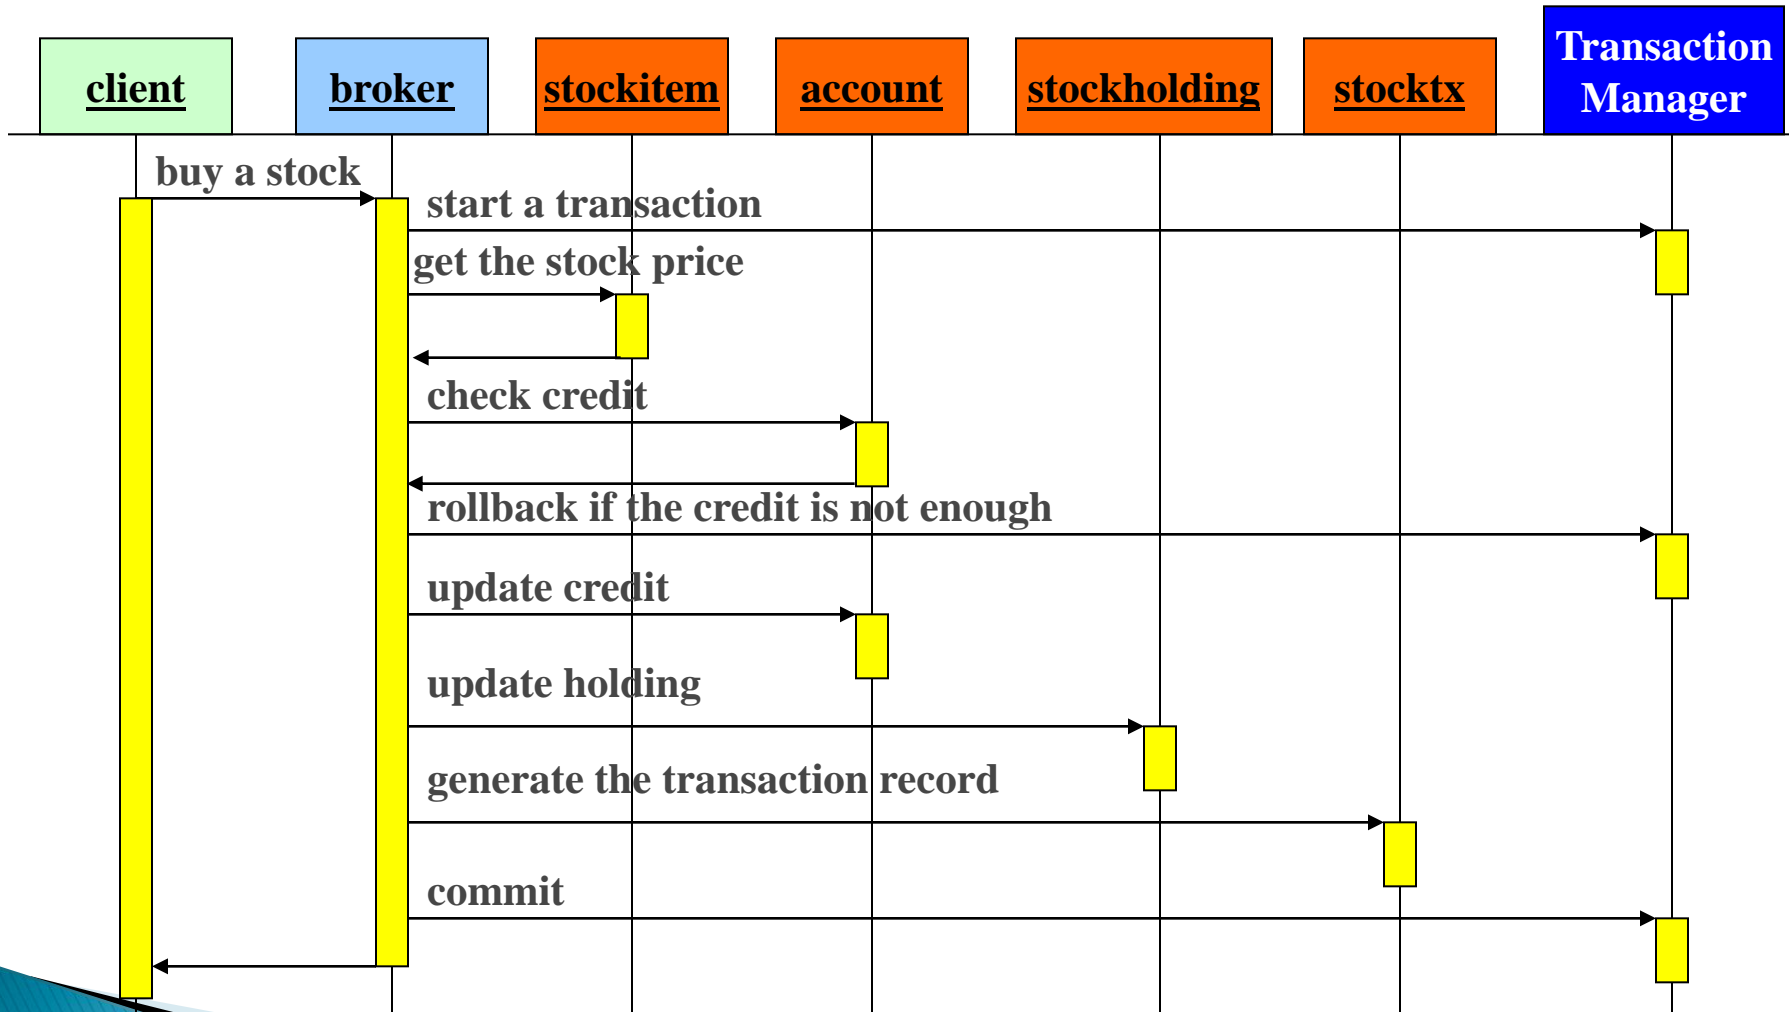 client
broker
stockitem
account
stockholding
stocktx
Transaction
Manager
buy a stock
start a transaction
get the stock price
check credit
rollback if the credit is not enough
update credit
update holding
generate the transaction record
commit